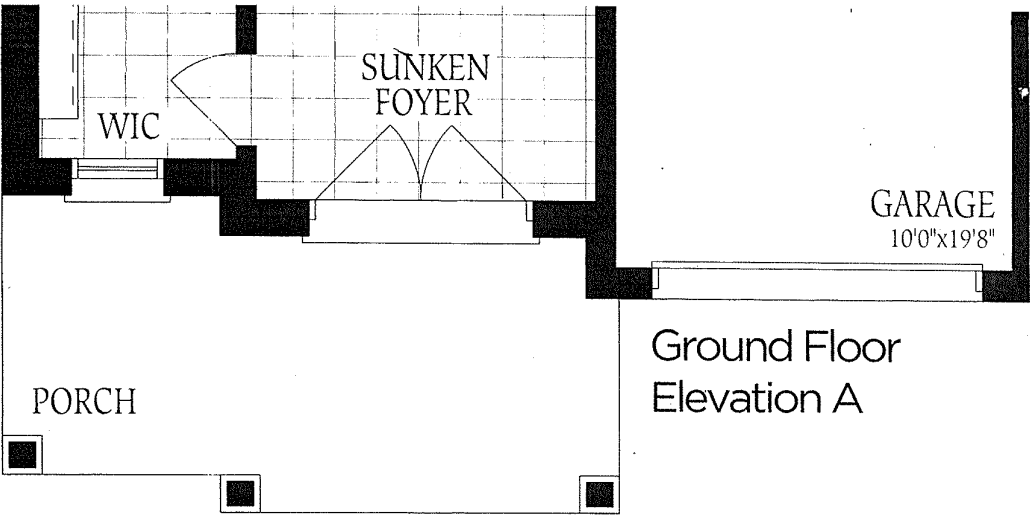 SUNKEN
FOYER
WIC
GARAGE
10'0"x19'8"
Ground Floor
Elevation A
PORCH